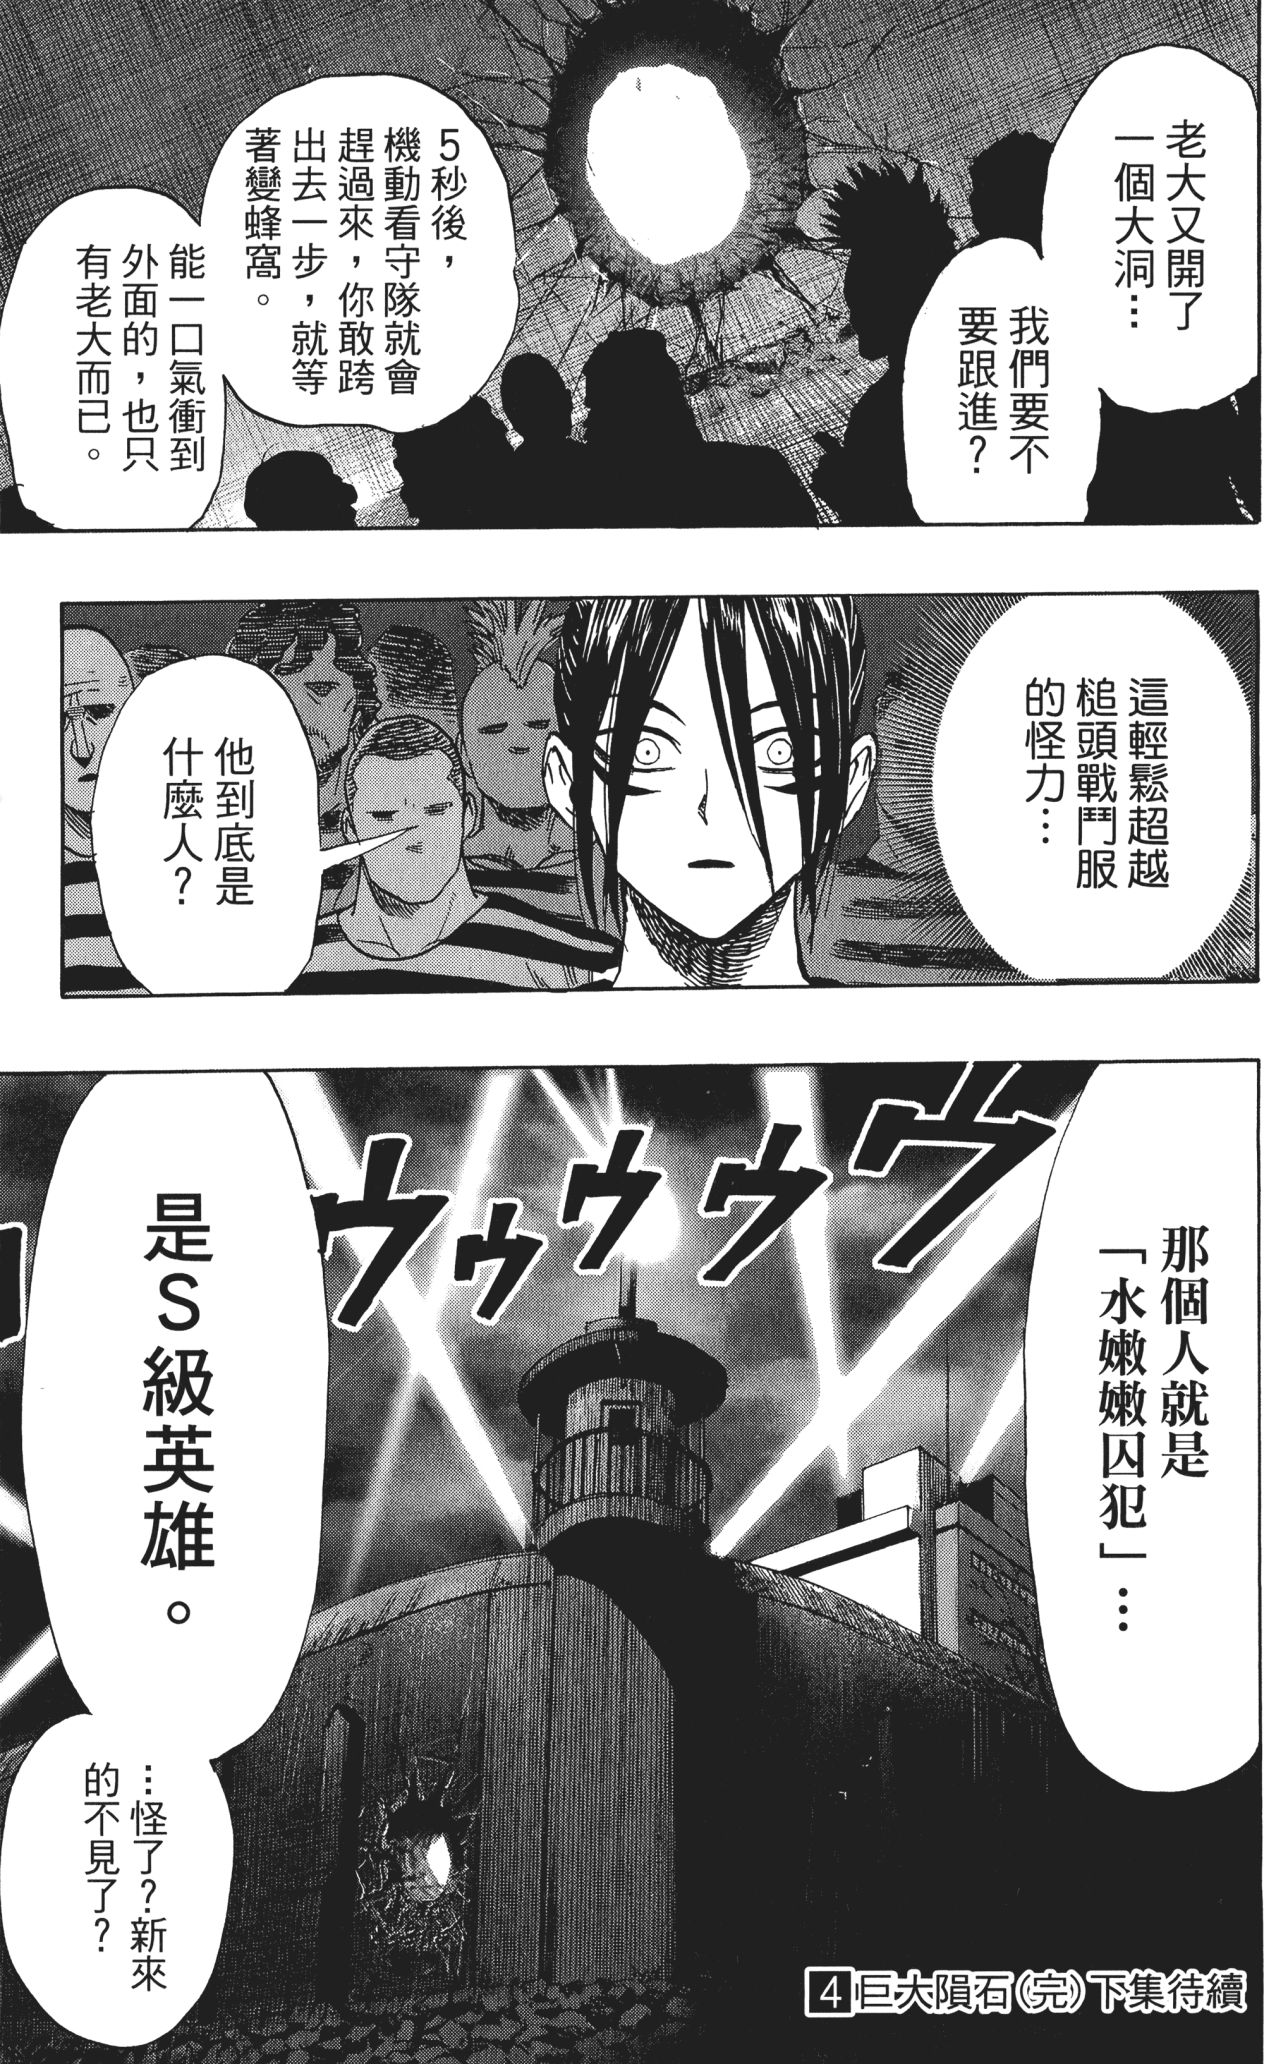 老大又開了
一個大洞…
我們要不
要跟進？
5秒後，
機動看守隊就會
趕過來，你敢跨
出去一步，就等
著變蜂窩。
能一口氣衝到
外面的，也只
有老大而已。
這輕鬆超越
槌頭戰鬥服
的怪力…
他到底是
什麼人？
那個人就是
「水嫩嫩囚犯」…
ウウウゥウ
是S級英雄。
…怪了？新來
的不見了？
4巨大隕石（完）下集待續